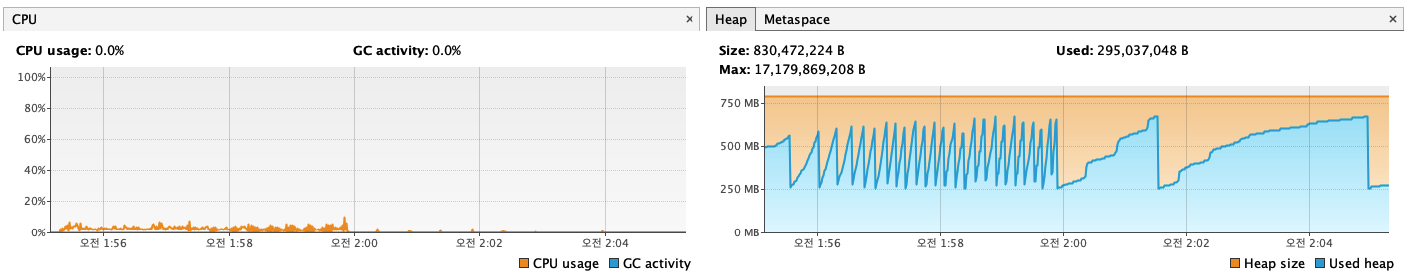 CPU ×
CPU usage: 0.0% GC activity: 0.0%
100%
80%
60%
40%
20%
0%
오전 1:56 오전 1:58 오전 2:00 오전 2:02 오전 2:04
CPU usage GC activity
Heap Metaspace ×
Size: 830,472,224 B Used: 295,037,048 B
Max: 17,179,869,208 B
750 MB
500 MB
250 MB
0 MB
오전 1:56 오전 1:58 오전 2:00 오전 2:02 오전 2:04
Heap size Used heap